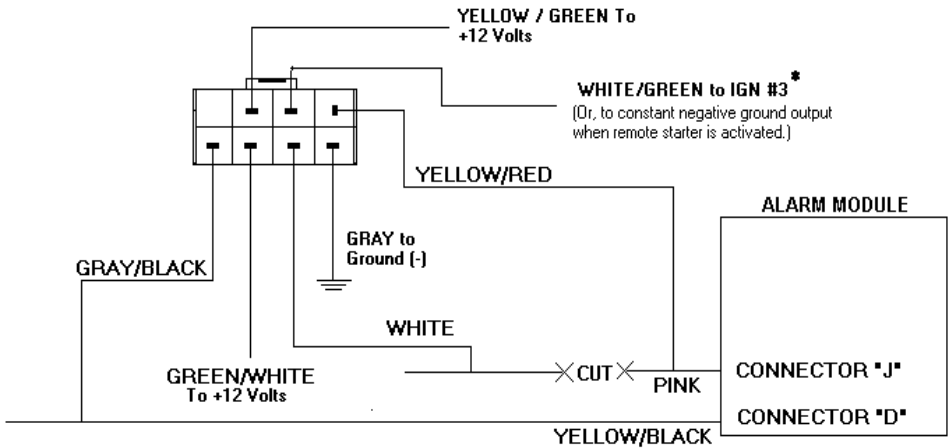 YELLOW / GREEN To
+12 Volts
WHITE/GREEN to IGN #3*
(Or, to constant negative ground output
when remote starter is activated.)
YELLOW/RED
ALARM MODULE
GRAY to
Ground (-)
GRAY/BLACK
WHITE
GREEN/WHITE
To +12 Volts
CUT
PINK
CONNECTOR "J"
CONNECTOR "D"
YELLOW/BLACK